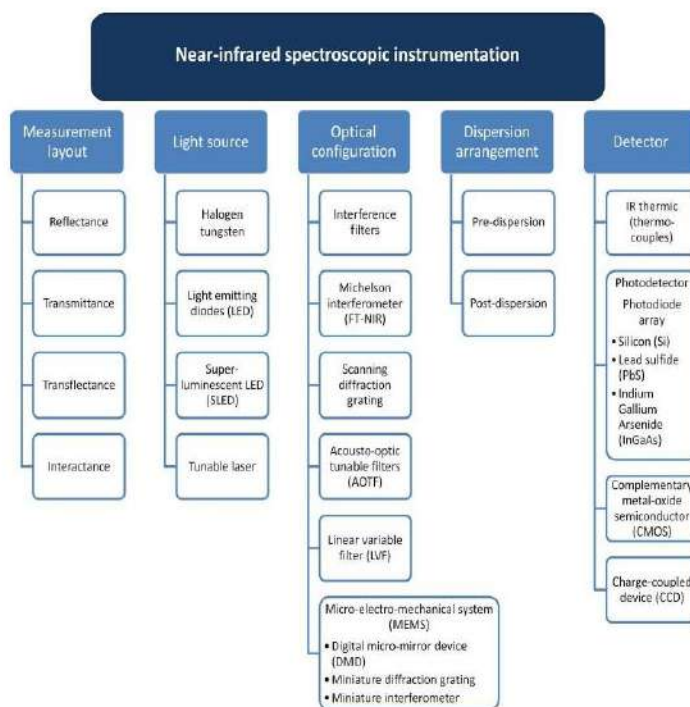 Near-infrared spectroscopic instrumentation
Measurement
layout
Reflectance
Transmittance
Transflectance
Interactance
Light source
Halogen
tungsten
Light emitting
diodes (LED)
Super-
luminescent LED
(SLED)
Tunable laser
Optical
configuration
Interference
filters
Michelson
interferometer
(FT-NIR)
Scanning
diffraction
grating
Acousto-optic
tunable filters
(AOTF)
Linear variable
filter (LVF)
Micro-electro-mechanical system
(MEMS)
• Digital micro-mirror device
(DMD)
• Miniature diffraction grating
• Miniature interferometer
Dispersion
arrangement
Pre-dispersion
Post-dispersion
Detector
IR thermic
(thermo-
couples)
Photodetector
Photodiode
array
• Silicon (Si)
• Lead sulfide
(PbS)
• Indium
Gallium
Arsenide
(InGaAs)
Complementary
metal-oxide
semiconductor
(CMOS)
Charge-coupled
device (CCD)